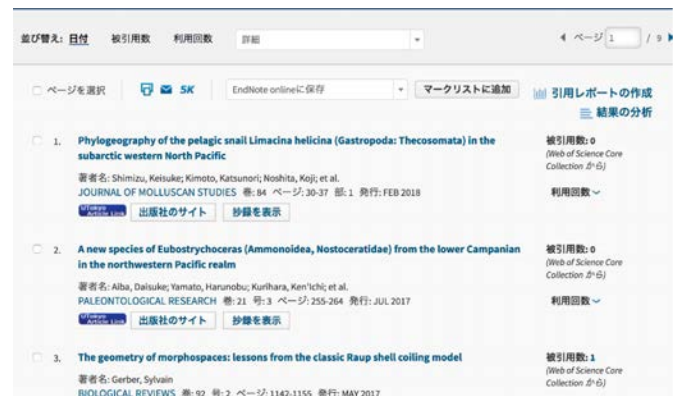 並び替え: 日付 被引用数 利用回数 詳細 ページ 1 / 9
ページを選択 5K EndNote onlineに保存 マークリストに追加 引用レポートの作成
結果の分析
1. Phylogeography of the pelagic snail Limacina helicina (Gastropoda: Thecosomata) in the 被引用数: 0
subarctic western North Pacific (Web of Science Core
Collection から)
著者名: Shimizu, Keisuke; Kimoto, Katsunori; Noshita, Koji; et al.
JOURNAL OF MOLLUSCAN STUDIES 巻: 84 ページ: 30-37 部: 1 発行: FEB 2018 利用回数
UTokyo Article Link 出版社のサイト 抄録を表示
2. A new species of Eubostrychoceras (Ammonoidea, Nostoceratidae) from the lower Campanian 被引用数: 0
in the northwestern Pacific realm (Web of Science Core
Collection から)
著者名: Aiba, Daisuke; Yamato, Harunobu; Kurihara, Ken'Ichi; et al.
PALEONTOLOGICAL RESEARCH 巻: 21 号: 3 ページ: 255-264 発行: JUL 2017 利用回数
UTokyo Article Link 出版社のサイト 抄録を表示
3. The geometry of morphospaces: lessons from the classic Raup shell coiling model 被引用数: 1
(Web of Science Core
著者名: Gerber, Sylvain Collection から)
BIOLOGICAL REVIEWS 巻: 92 号: 2 ページ: 1142-1155 発行: MAY 2017